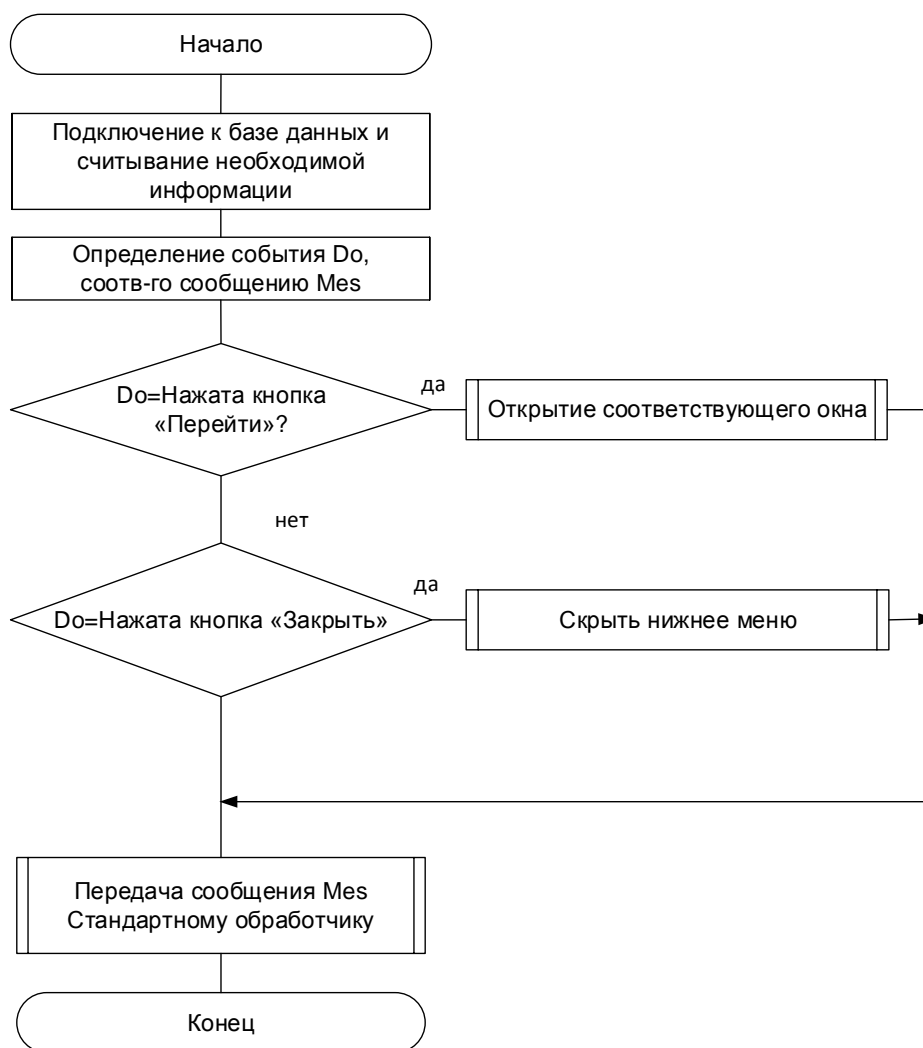 Начало
Подключение к базе данных и
считывание необходимой
информации
Определение события Do,
соотв-го сообщению Mes
Do=Нажата кнопка
«Перейти»?
да
Открытие соответствующего окна
нет
Do=Нажата кнопка «Закрыть»
да
Скрыть нижнее меню
Передача сообщения Mes
Стандартному обработчику
Конец